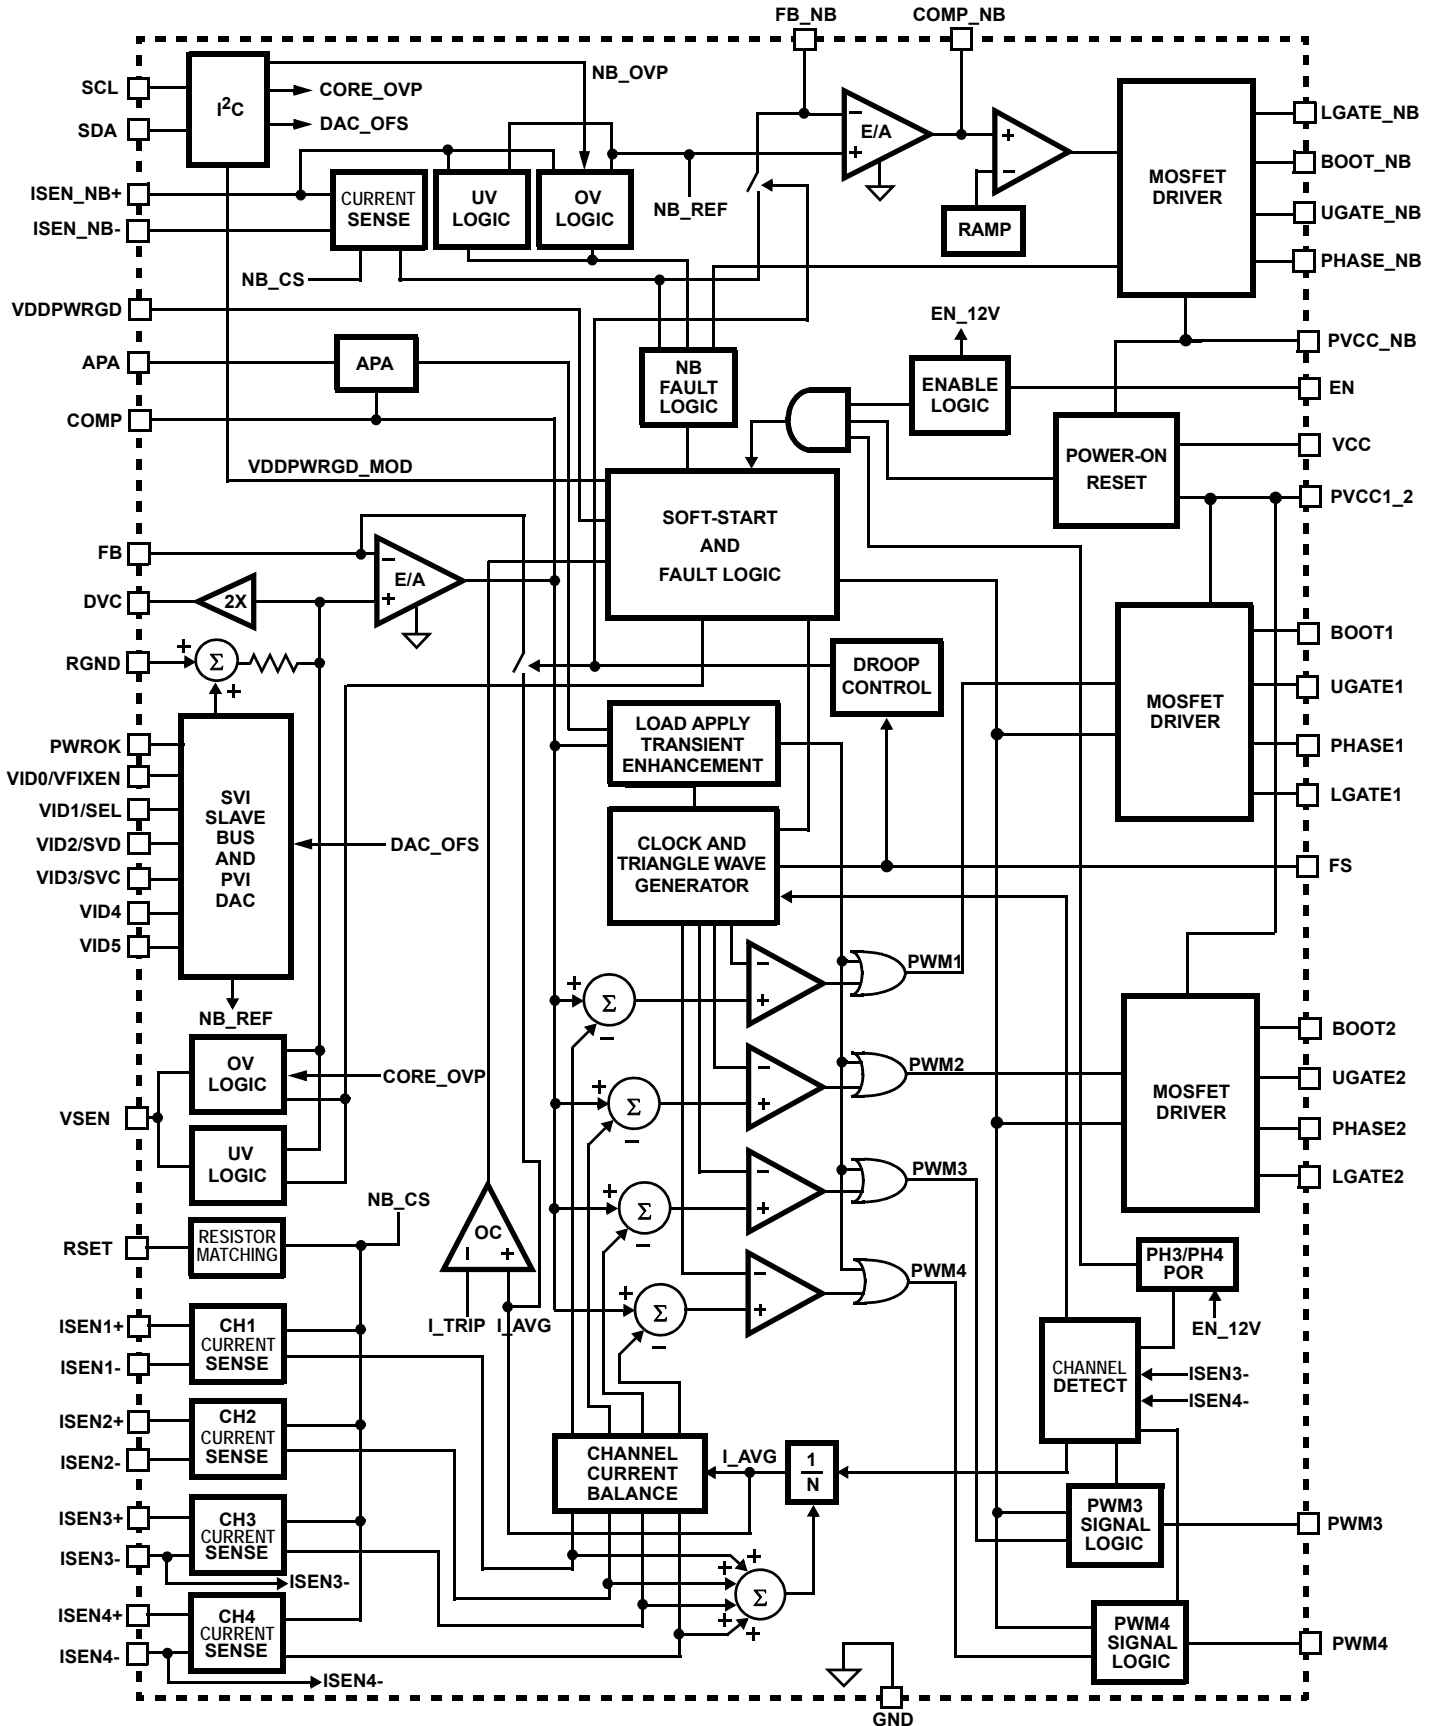 FB_NB
COMP_NB
SCL
SDA
I2C
CORE_OVP
DAC_OFS
NB_OVP
ISEN_NB+
ISEN_NB-
CURRENT
SENSE
UV
LOGIC
OV
LOGIC
NB_REF
−
E/A
+
+
−
RAMP
MOSFET
DRIVER
LGATE_NB
BOOT_NB
UGATE_NB
PHASE_NB
NB_CS
VDDPWRGD
APA
APA
COMP
NB
FAULT
LOGIC
EN_12V
ENABLE
LOGIC
PVCC_NB
EN
VCC
PVCC1_2
POWER-ON
RESET
VDDPWRGD_MOD
SOFT-START
AND
FAULT LOGIC
FB
DVC
2X
−
E/A
+
RGND
+
Σ
+
DROOP
CONTROL
MOSFET
DRIVER
BOOT1
UGATE1
PHASE1
LGATE1
LOAD APPLY
TRANSIENT
ENHANCEMENT
PWROK
VID0/VFIXEN
VID1/SEL
VID2/SVD
VID3/SVC
VID4
VID5
SVI
SLAVE
BUS
AND
PVI
DAC
DAC_OFS
CLOCK AND
TRIANGLE WAVE
GENERATOR
FS
NB_REF
+
Σ
−
−
+
PWM1
OV
LOGIC
CORE_OVP
VSEN
UV
LOGIC
+
Σ
−
−
+
PWM2
MOSFET
DRIVER
BOOT2
UGATE2
PHASE2
LGATE2
+
Σ
−
−
+
PWM3
NB_CS
RSET
RESISTOR
MATCHING
OC
−
+
I_TRIP
I_AVG
+
Σ
−
−
+
PWM4
PH3/PH4
POR
EN_12V
CHANNEL
DETECT
ISEN3-
ISEN4-
ISEN1+
ISEN1-
CH1
CURRENT
SENSE
ISEN2+
ISEN2-
CH2
CURRENT
SENSE
CHANNEL
CURRENT
BALANCE
I_AVG
1
N
ISEN3+
ISEN3-
CH3
CURRENT
SENSE
ISEN3-
PWM3
SIGNAL
LOGIC
PWM3
+
+
Σ
+
+
ISEN4+
ISEN4-
CH4
CURRENT
SENSE
ISEN4-
PWM4
SIGNAL
LOGIC
PWM4
GND